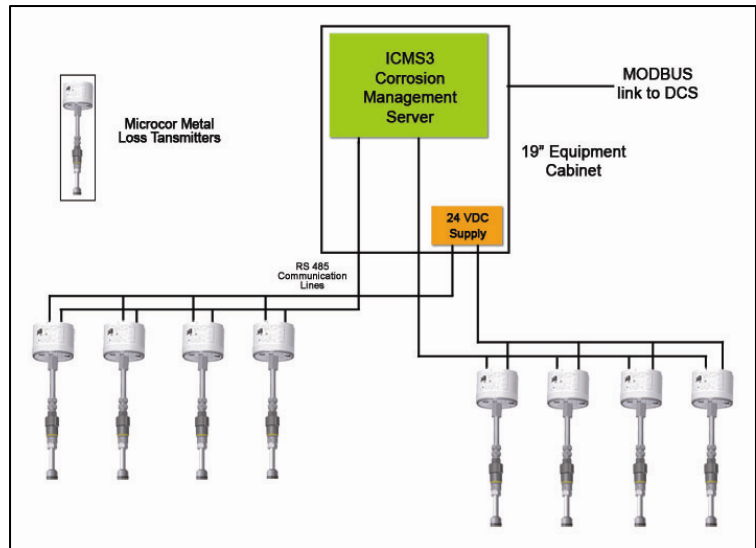 ICMS3
Corrosion
Management
Server
MODBUS
link to DCS
Microcor Metal
Loss Tansmitters
19" Equipment
Cabinet
24 VDC
Supply
RS 485
Communication
Lines